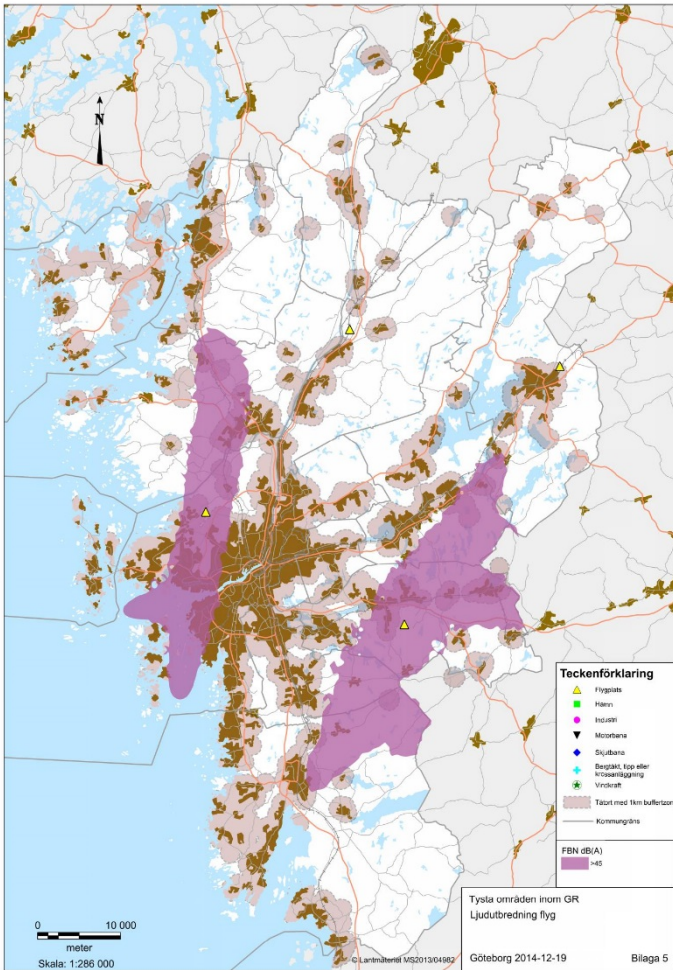 N
Teckenförklaring
Flygplats
Hamn
Industri
Motorbana
Skjutbana
Bergtäkt, tipp eller
krossanläggning
Vindkraft
Tätort med 1km buffertzon
Kommungräns
FBN dB(A)
>45
0 10 000
meter
Skala: 1:286 000
© Lantmäteriet MS2013/04982
Tysta områden inom GR
Ljudutbredning flyg
Göteborg 2014-12-19 Bilaga 5